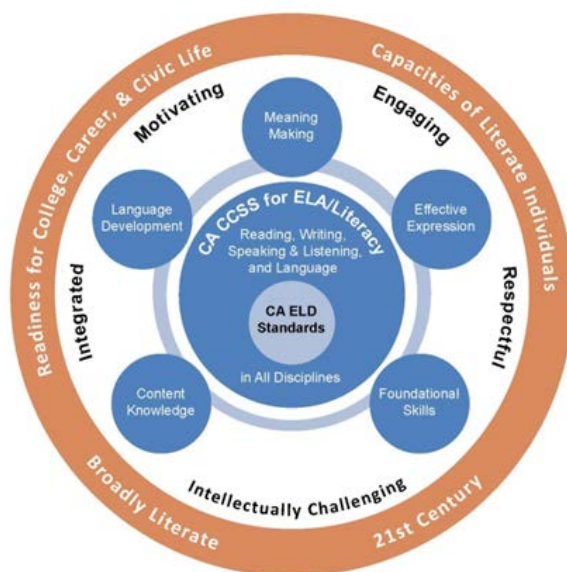 Readiness for College, Career, & Civic Life
Capacities of Literate Individuals
Motivating
Engaging
Meaning
Making
Language
Development
Effective
Expression
CA CCSS for ELA/Literacy
Reading, Writing,
Speaking & Listening,
and Language
CA ELD
Standards
in All Disciplines
Integrated
Respectful
Content
Knowledge
Foundational
Skills
Intellectually Challenging
Broadly Literate
21st Century